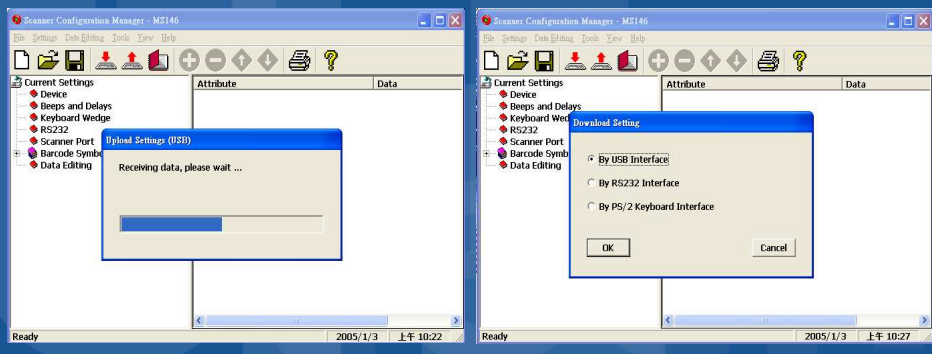 Scanner Configuration Manager - MS146
File Settings Data Editing Tools View Help
Current Settings
Device
Beeps and Delays
Keyboard Wedge
RS232
Scanner Port
Barcode Symb
Data Editing
Attribute Data
Upload Settings (USB)
Receiving data, please wait ...
Ready 2005/1/3 上午 10:22
Scanner Configuration Manager - MS146
File Settings Data Editing Tools View Help
Current Settings
Device
Beeps and Delays
Keyboard Wed
RS232
Scanner Port
Barcode Symb
Data Editing
Attribute Data
Download Setting
By USB Interface
By RS232 Interface
By PS/2 Keyboard Interface
OK Cancel
Ready 2005/1/3 上午 10:27